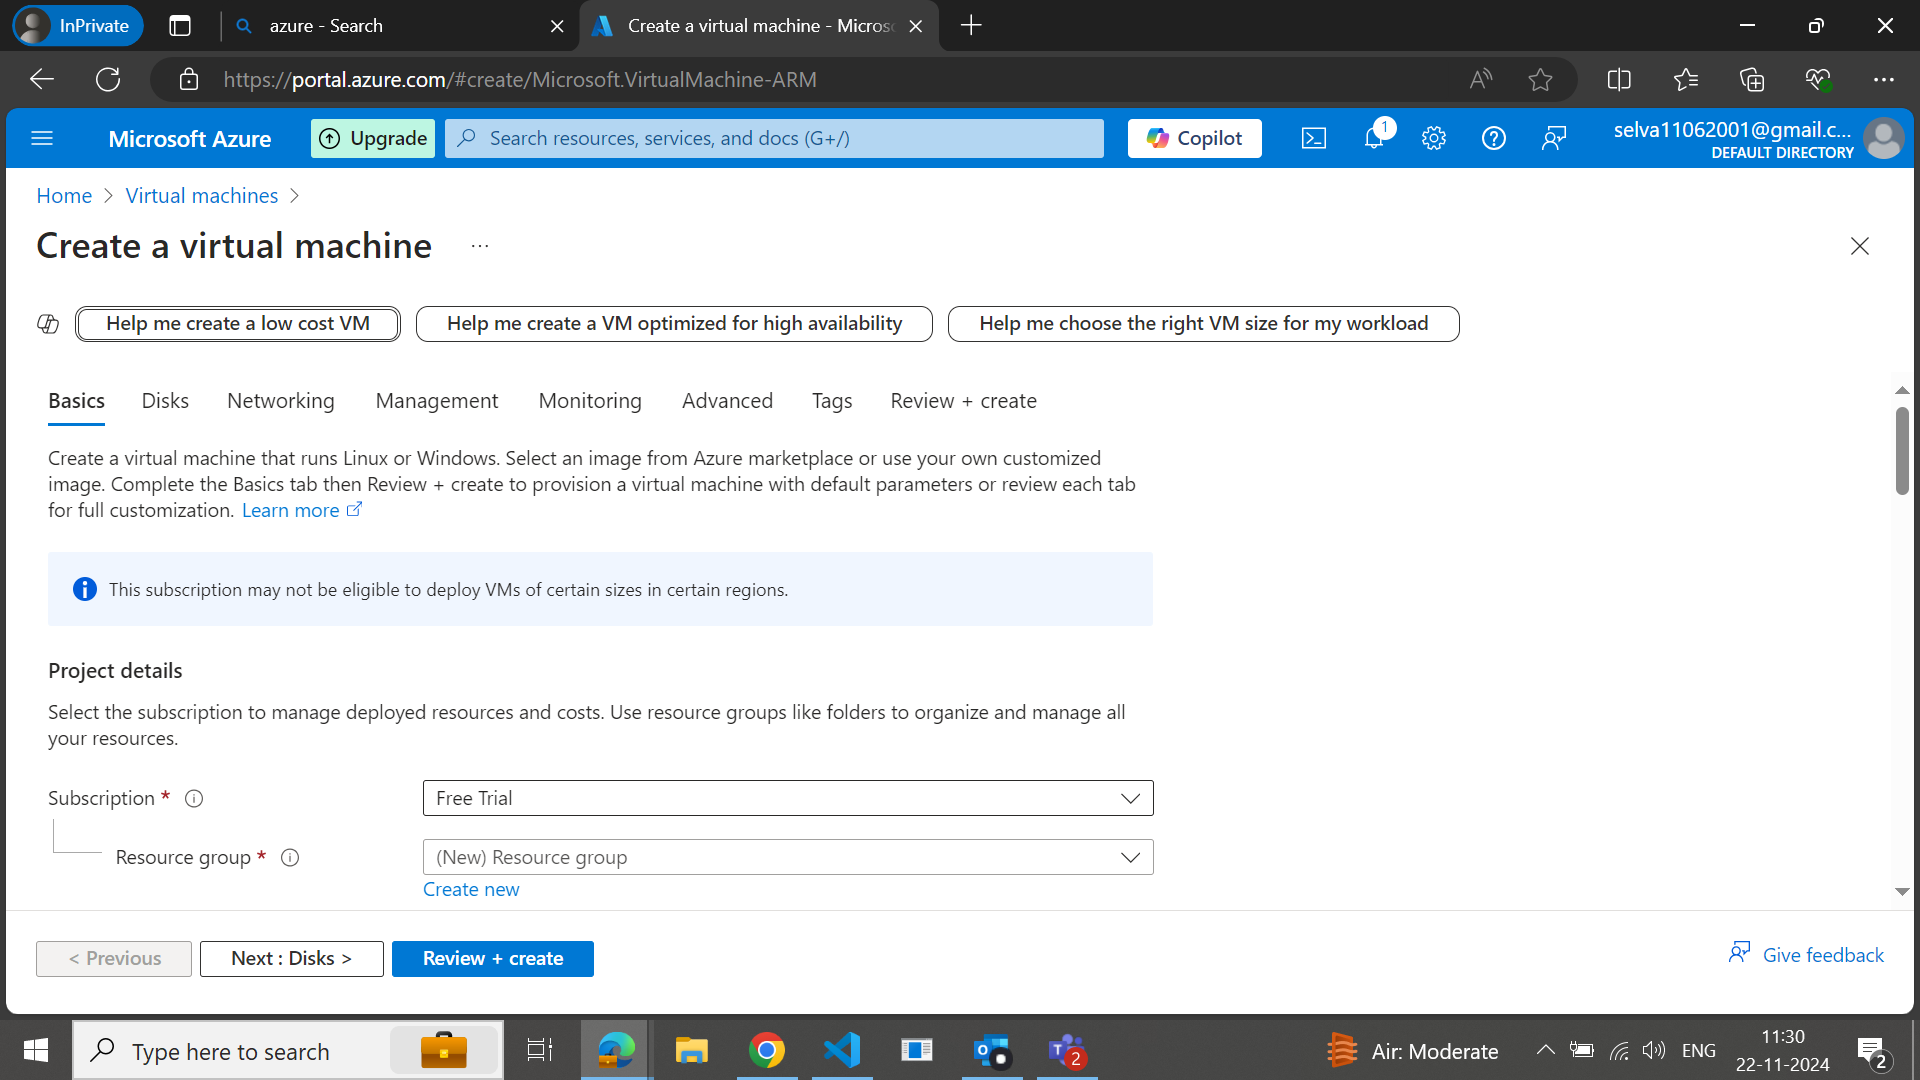 InPrivate
azure - Search
Create a virtual machine - Micros
https://portal.azure.com/#create/Microsoft.VirtualMachine-ARM
Microsoft Azure
Upgrade
Search resources, services, and docs (G+/)
Copilot
1
selva11062001@gmail.c...
DEFAULT DIRECTORY
Home > Virtual machines >
Create a virtual machine ...
Help me create a low cost VM
Help me create a VM optimized for high availability
Help me choose the right VM size for my workload
Basics Disks Networking Management Monitoring Advanced Tags Review + create
Create a virtual machine that runs Linux or Windows. Select an image from Azure marketplace or use your own customized
image. Complete the Basics tab then Review + create to provision a virtual machine with default parameters or review each tab
for full customization. Learn more
This subscription may not be eligible to deploy VMs of certain sizes in certain regions.
Project details
Select the subscription to manage deployed resources and costs. Use resource groups like folders to organize and manage all
your resources.
Subscription *
Free Trial
Resource group *
(New) Resource group
Create new
< Previous
Next : Disks >
Review + create
Give feedback
Type here to search
2
Air: Moderate
ENG
11:30
22-11-2024
2